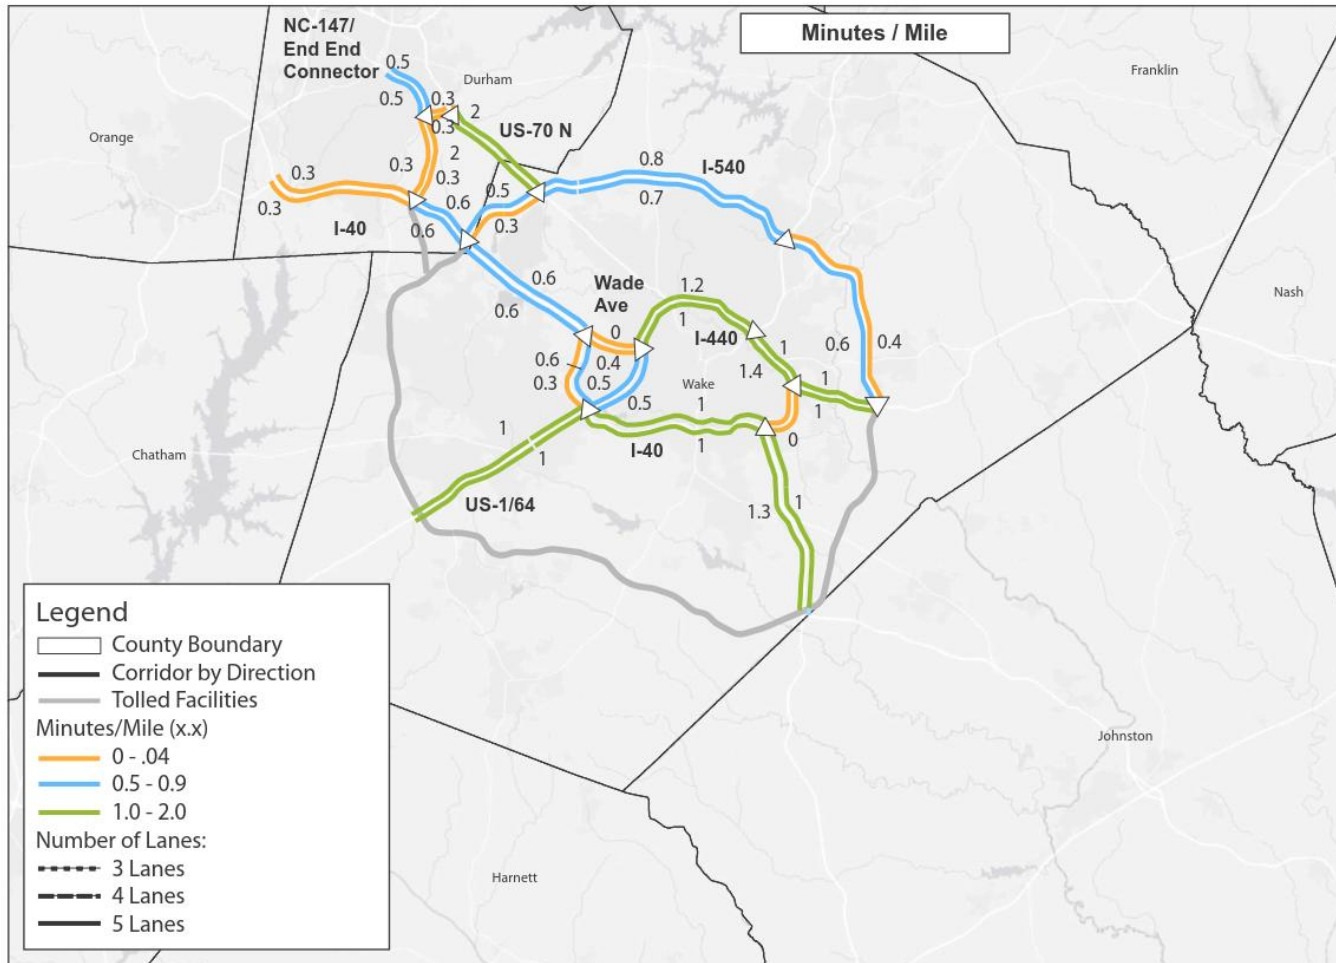 Minutes / Mile
NC-147/
End End
Connector
0.5
Durham
Franklin
0.5
0.3
2
0.3
US-70 N
Orange
2
0.8
I-540
0.3
0.3
0.3
0.5
0.7
0.3
0.6
0.3
I-40
0.6
0.6
Wade
Ave
1.2
Nash
0.6
0
1
I-440
0.6
0.4
1
0.6
0.4
0.3
0.5
Wake
1.4
1
0.5
1
1
1
1
I-40
1
0
Chatham
1
US-1/64
1.3
1
Legend
County Boundary
Corridor by Direction
Tolled Facilities
Minutes/Mile (x.x)
0 - .04
0.5 - 0.9
1.0 - 2.0
Number of Lanes:
3 Lanes
4 Lanes
5 Lanes
Johnston
Harnett